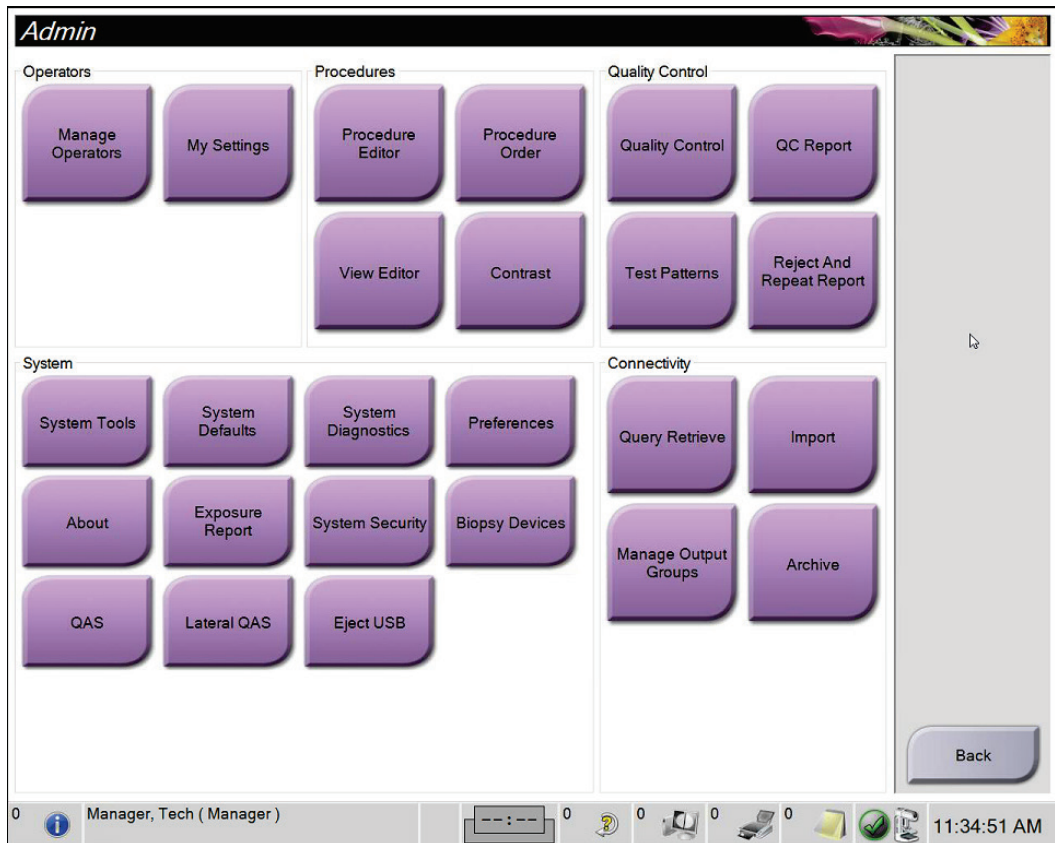 Admin
Operators
Manage
Operators
My Settings
Procedures
Procedure
Editor
Procedure
Order
View Editor
Contrast
Quality Control
Quality Control
QC Report
Test Patterns
Reject And
Repeat Report
System
System Tools
System
Defaults
System
Diagnostics
Preferences
About
Exposure
Report
System Security
Biopsy Devices
QAS
Lateral QAS
Eject USB
Connectivity
Query Retrieve
Import
Manage Output
Groups
Archive
Back
0
Manager, Tech ( Manager )
--:--
0
0
0
0
11:34:51 AM